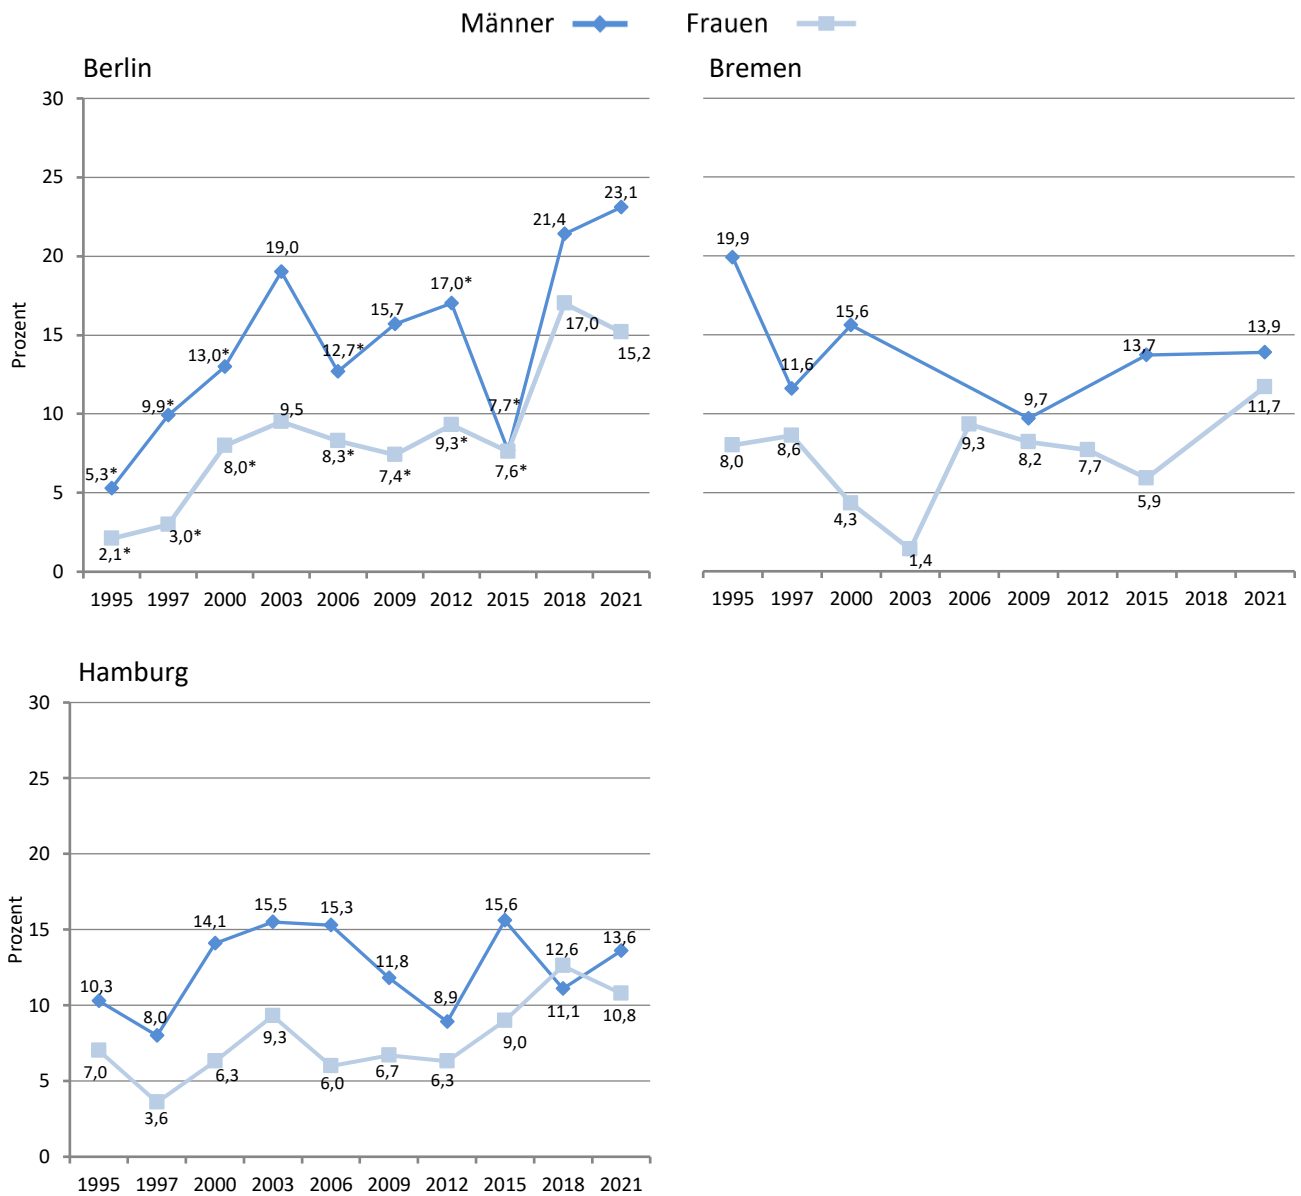 Männer Frauen
Berlin
Prozent
30
25
20
15
10
5
0
5,3* 9,9* 13,0* 19,0 12,7* 15,7 17,0* 7,7* 21,4 23,1
2,1* 3,0* 8,0* 9,5 8,3* 7,4* 9,3* 7,6* 17,0 15,2
1995 1997 2000 2003 2006 2009 2012 2015 2018 2021
Bremen
19,9 11,6 15,6 9,7 13,7 13,9
8,0 8,6 4,3 1,4 9,3 8,2 7,7 5,9 11,7
1995 1997 2000 2003 2006 2009 2012 2015 2018 2021
Hamburg
Prozent
30
25
20
15
10
5
0
10,3 8,0 14,1 15,5 15,3 11,8 8,9 15,6 11,1 13,6
7,0 3,6 6,3 9,3 6,0 6,7 6,3 9,0 12,6 10,8
1995 1997 2000 2003 2006 2009 2012 2015 2018 2021